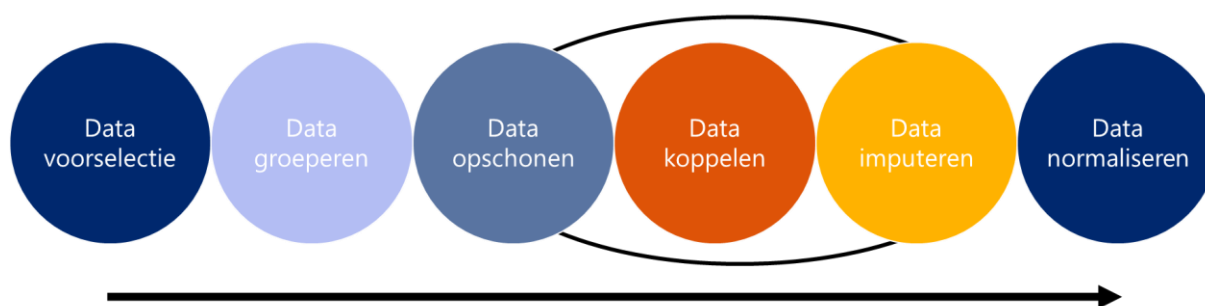 Data
voorselectie
Data
groeperen
Data
opschonen
Data
koppelen
Data
imputeren
Data
normaliseren